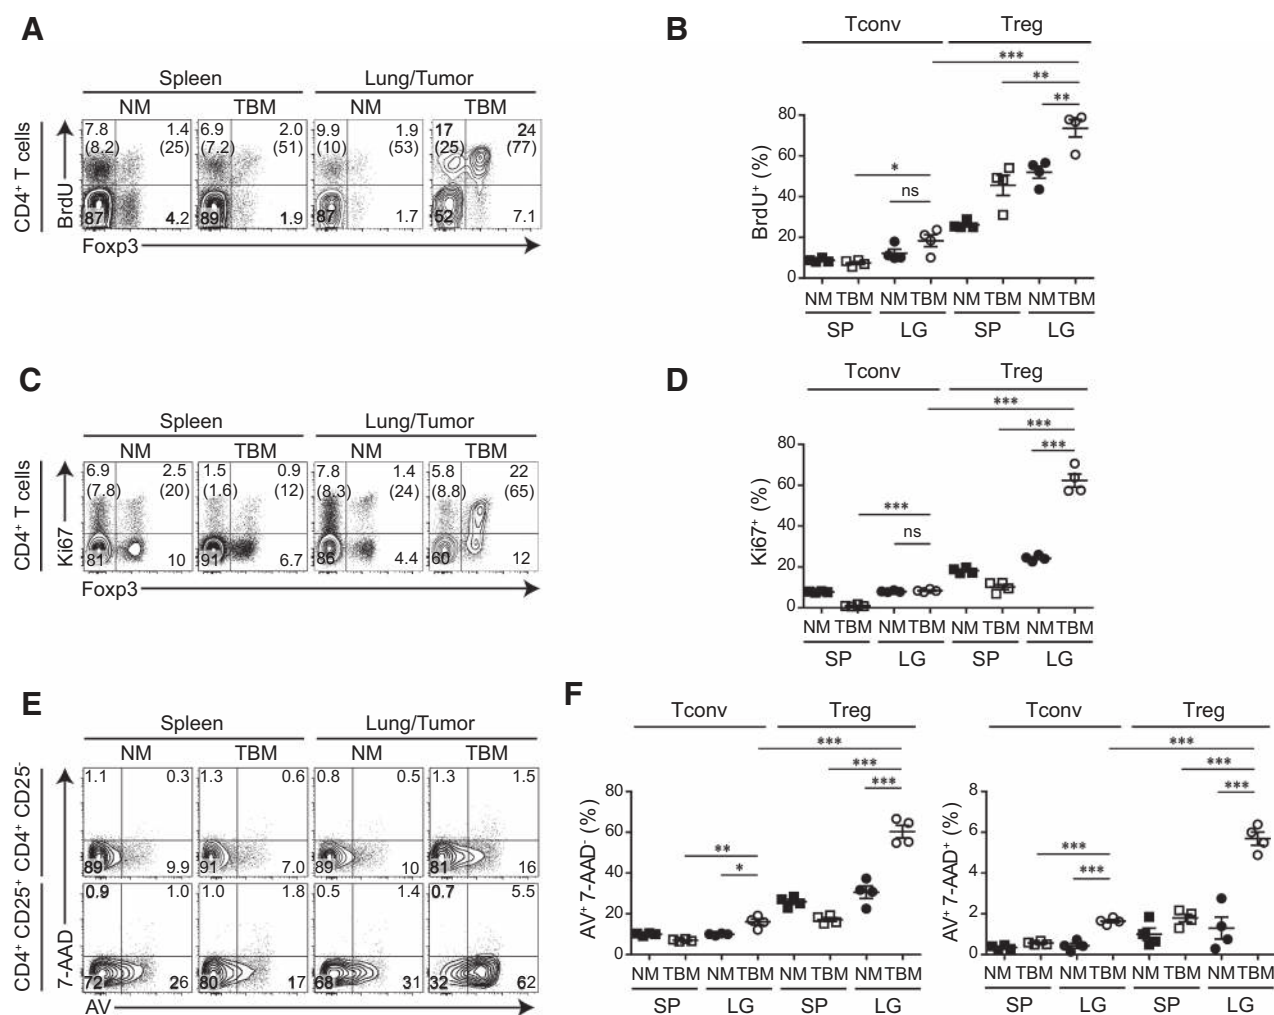 A
Spleen Lung/Tumor
NM TBM NM TBM
CD4⁺ T cells
BrdU
7.8 1.4 6.9 2.0 9.9 1.9 17 24
(8.2) (25) (7.2) (51) (10) (53) (25) (77)
87 4.2 89 1.9 87 1.7 52 7.1
Foxp3
B
Tconv Treg
***
**
**
*
ns
BrdU⁺ (%)
80
60
40
20
0
NM TBM NM TBM NM TBM NM TBM
SP LG SP LG
C
Spleen Lung/Tumor
NM TBM NM TBM
CD4⁺ T cells
Ki67
6.9 2.5 1.5 0.9 7.8 1.4 5.8 22
(7.8) (20) (1.6) (12) (8.3) (24) (8.8) (65)
81 10 91 6.7 86 4.4 60 12
Foxp3
D
Tconv Treg
***
***
***
***
ns
Ki67⁺ (%)
80
60
40
20
0
NM TBM NM TBM NM TBM NM TBM
SP LG SP LG
E
Spleen Lung/Tumor
NM TBM NM TBM
CD4⁺ CD25⁻
1.1 0.3 1.3 0.6 0.8 0.5 1.3 1.5
89 9.9 91 7.0 89 10 81 16
CD4⁺ CD25⁺
7-AAD
0.9 1.0 1.0 1.8 0.5 1.4 0.7 5.5
72 26 80 17 68 31 32 62
AV
F
Tconv Treg
***
***
***
**
*
AV⁺ 7-AAD⁻ (%)
80
60
40
20
0
NM TBM NM TBM NM TBM NM TBM
SP LG SP LG
Tconv Treg
***
***
***
***
***
AV⁺ 7-AAD⁺ (%)
8
6
4
2
0
NM TBM NM TBM NM TBM NM TBM
SP LG SP LG